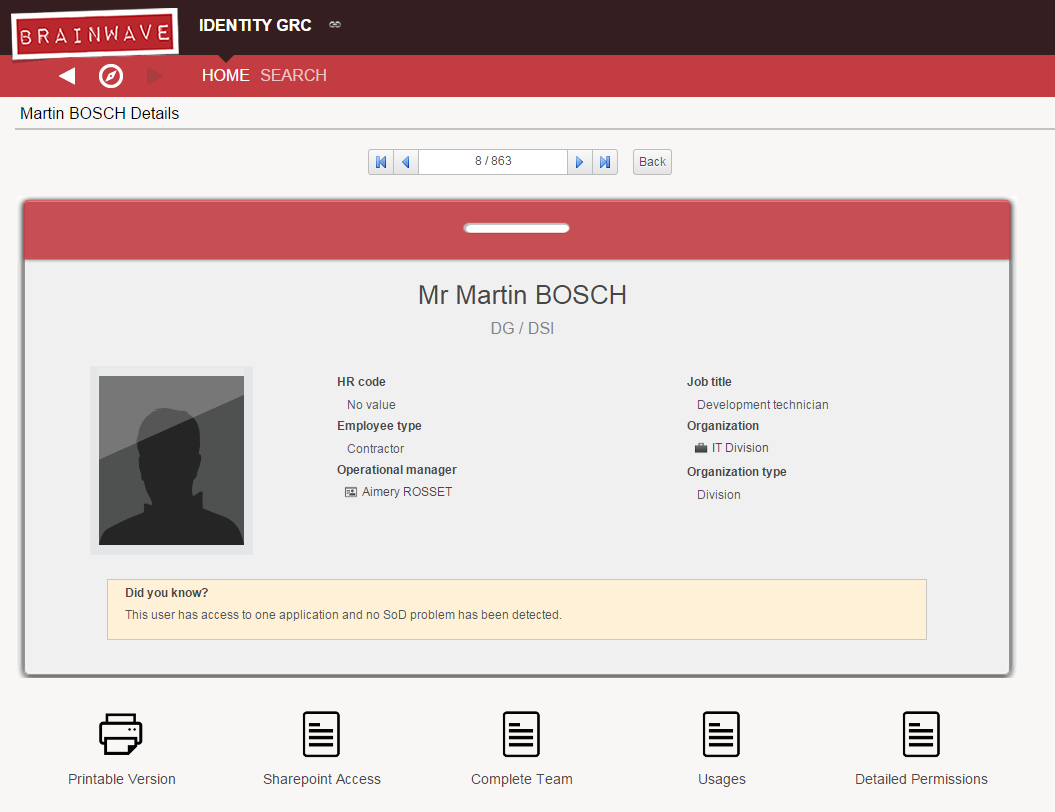 BRAINWAVE
IDENTITY GRC
HOME SEARCH
Martin BOSCH Details
8 / 863
Back
Mr Martin BOSCH
DG / DSI
HR code
No value
Employee type
Contractor
Operational manager
Aimery ROSSET
Job title
Development technician
Organization
IT Division
Organization type
Division
Did you know?
This user has access to one application and no SoD problem has been detected.
Printable Version
Sharepoint Access
Complete Team
Usages
Detailed Permissions